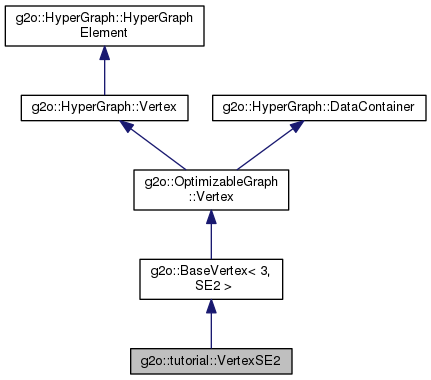 g2o::HyperGraph::HyperGraph
Element
g2o::HyperGraph::Vertex
g2o::HyperGraph::DataContainer
g2o::OptimizableGraph
::Vertex
g2o::BaseVertex< 3,
SE2 >
g2o::tutorial::VertexSE2